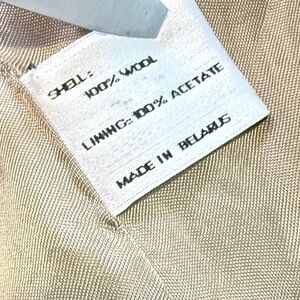 SHELL:
100% WOOL
LINING: 100% ACETATE
MADE IN BELARUS